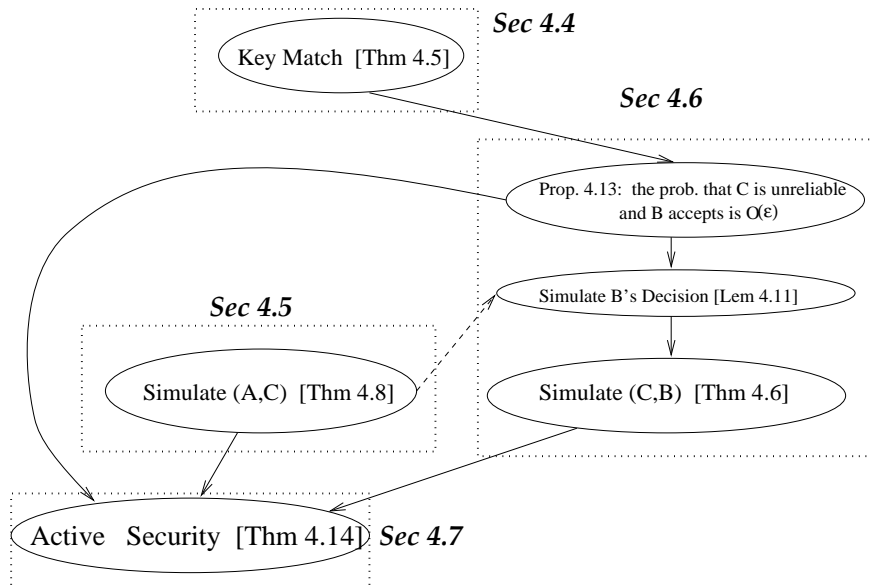 Sec 4.4
Key Match [Thm 4.5]
Sec 4.6
Prop. 4.13: the prob. that C is unreliable
and B accepts is O(ε)
Simulate B's Decision [Lem 4.11]
Sec 4.5
Simulate (A,C) [Thm 4.8]
Simulate (C,B) [Thm 4.6]
Active Security [Thm 4.14]
Sec 4.7